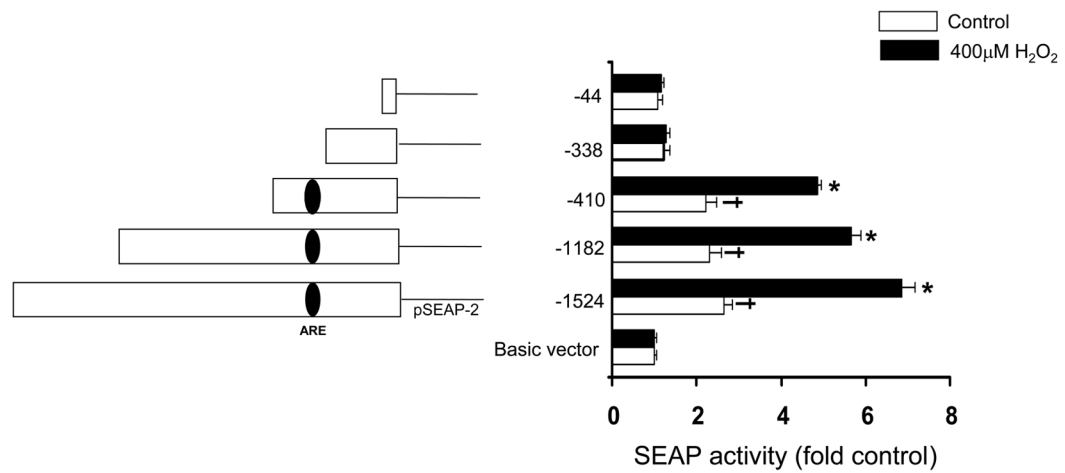 Control
400μM H₂O₂
-44
-338
-410
*
-1182
*
-1524
*
pSEAP-2
ARE
Basic vector
0 2 4 6 8
SEAP activity (fold control)